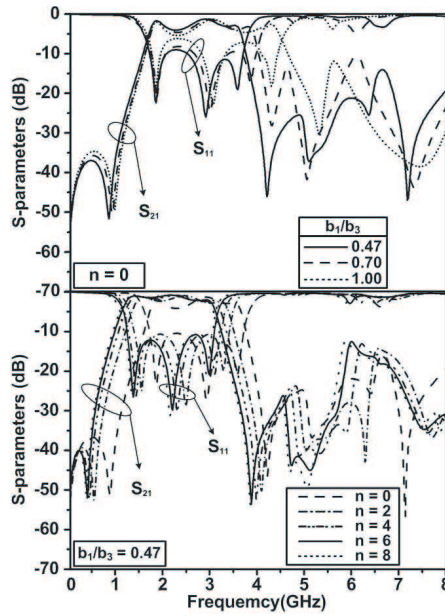 S-parameters (dB)
0
-10
-20
-30
-40
-50
-60
-70
S₁₁
S₂₁
n = 0
b₁/b₃
0.47
0.70
1.00
S-parameters (dB)
-10
-20
-30
-40
-50
-60
-70
S₂₁
S₁₁
b₁/b₃ = 0.47
n = 0
n = 2
n = 4
n = 6
n = 8
0 1 2 3 4 5 6 7 8
Frequemcy(GHz)